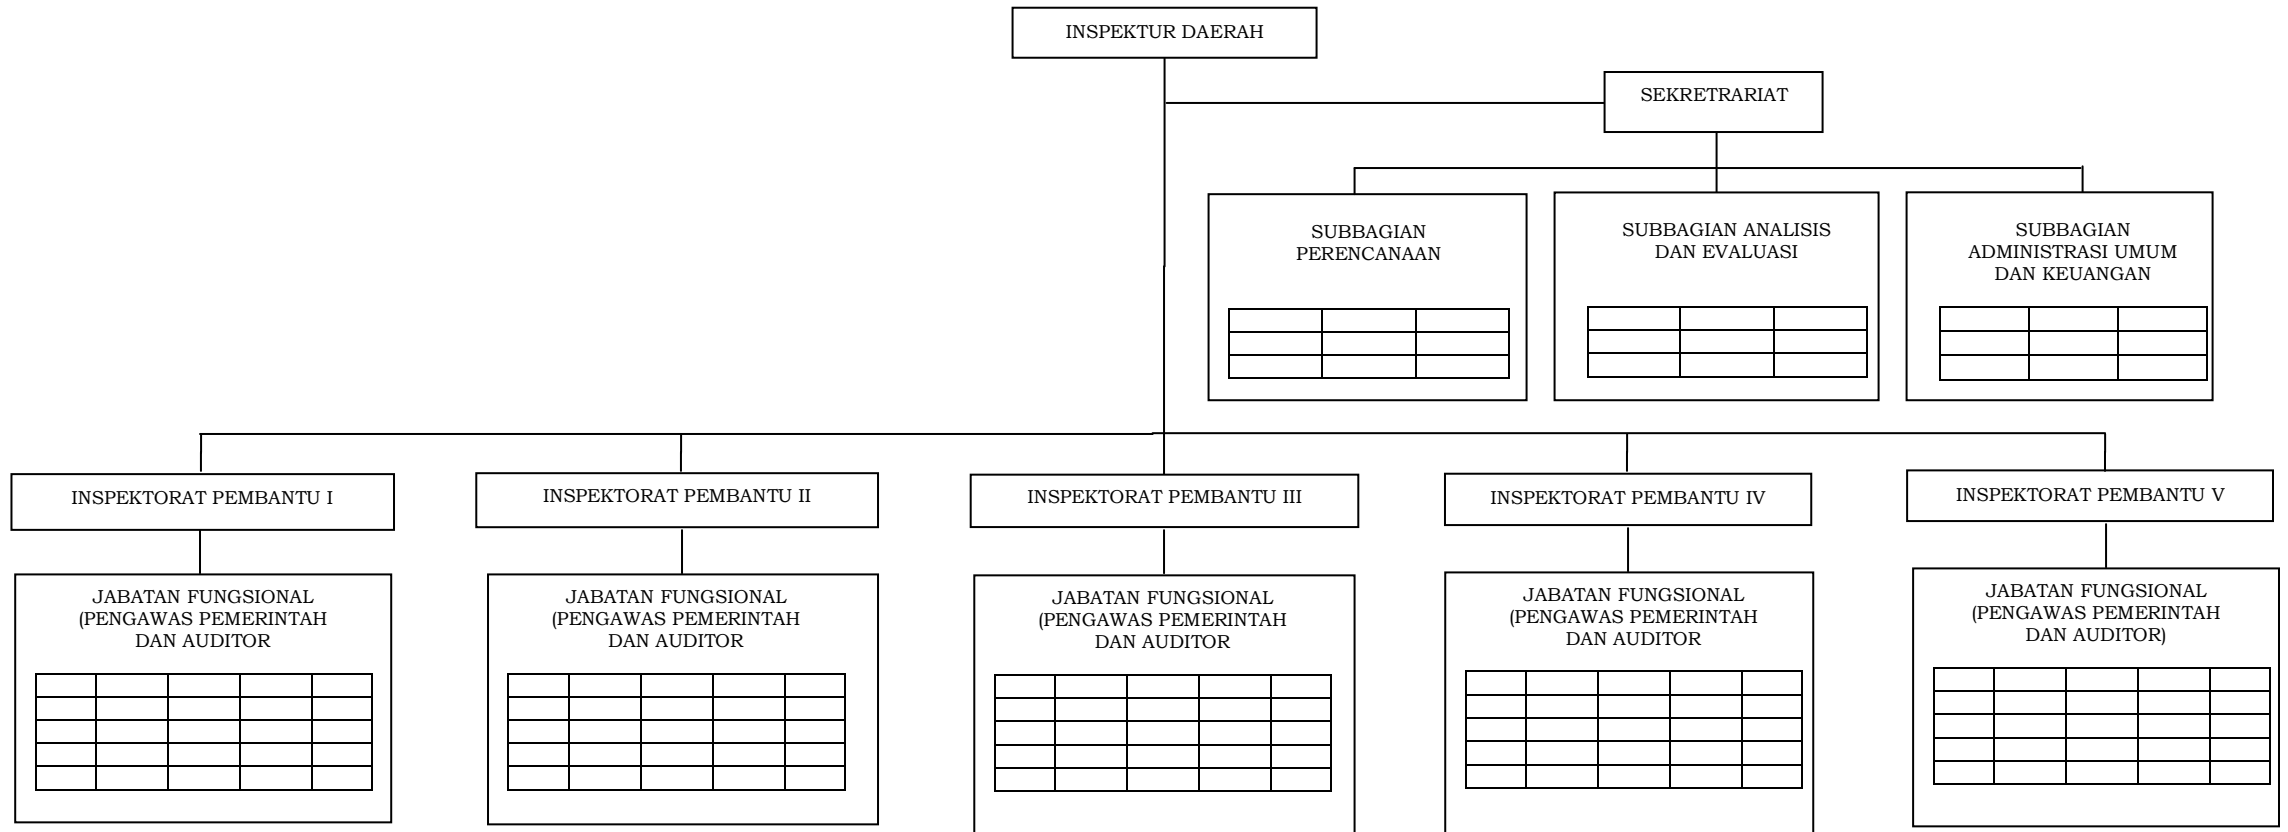 INSPEKTUR DAERAH
SEKRETRARIAT
SUBBAGIAN
PERENCANAAN
SUBBAGIAN ANALISIS
DAN EVALUASI
SUBBAGIAN
ADMINISTRASI UMUM
DAN KEUANGAN
INSPEKTORAT PEMBANTU I
INSPEKTORAT PEMBANTU II
INSPEKTORAT PEMBANTU III
INSPEKTORAT PEMBANTU IV
INSPEKTORAT PEMBANTU V
JABATAN FUNGSIONAL
(PENGAWAS PEMERINTAH
DAN AUDITOR
JABATAN FUNGSIONAL
(PENGAWAS PEMERINTAH
DAN AUDITOR
JABATAN FUNGSIONAL
(PENGAWAS PEMERINTAH
DAN AUDITOR
JABATAN FUNGSIONAL
(PENGAWAS PEMERINTAH
DAN AUDITOR
JABATAN FUNGSIONAL
(PENGAWAS PEMERINTAH
DAN AUDITOR)